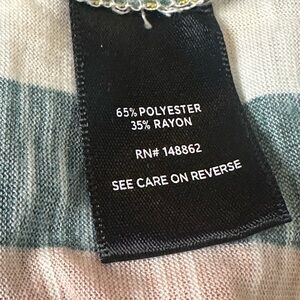 65% POLYESTER
35% RAYON
RN# 148862
SEE CARE ON REVERSE